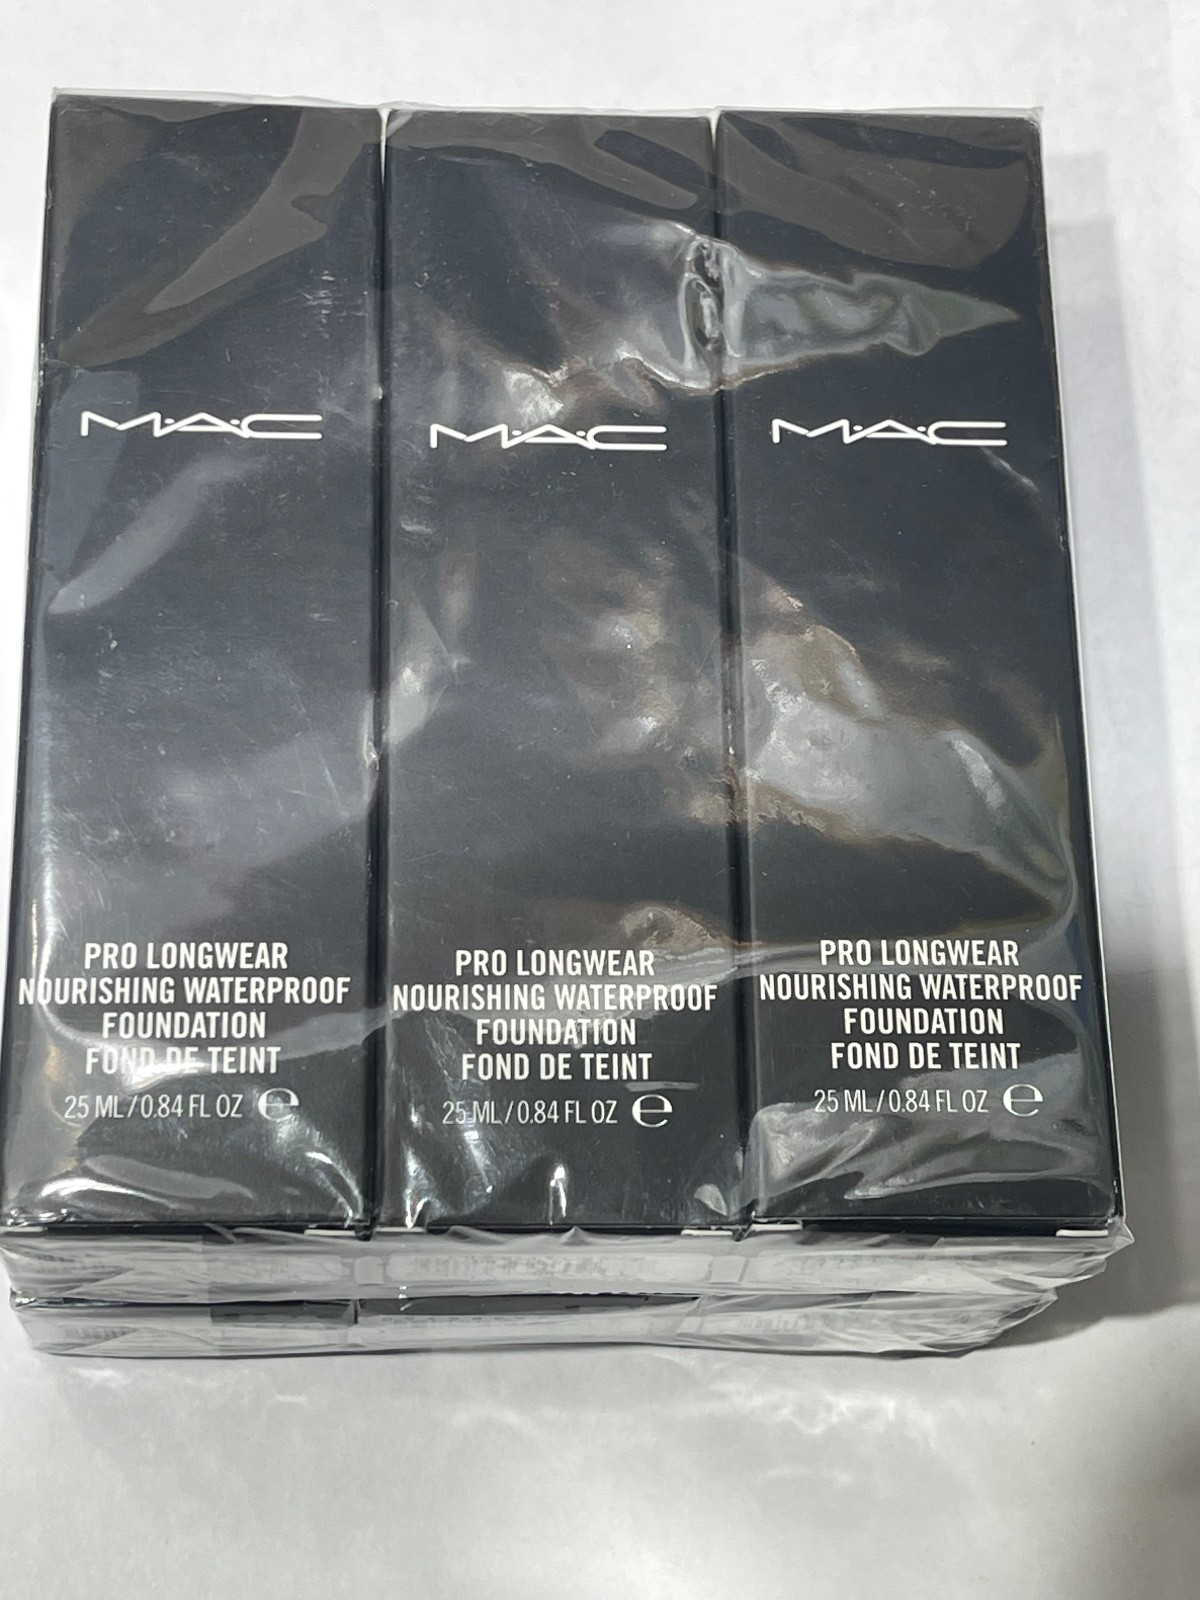 M·A·C
PRO LONGWEAR
NOURISHING WATERPROOF
FOUNDATION
FOND DE TEINT
25 ML / 0.84 FL OZ ℮
M·A·C
PRO LONGWEAR
NOURISHING WATERPROOF
FOUNDATION
FOND DE TEINT
25 ML / 0.84 FL OZ ℮
M·A·C
PRO LONGWEAR
NOURISHING WATERPROOF
FOUNDATION
FOND DE TEINT
25 ML / 0.84 FL OZ ℮